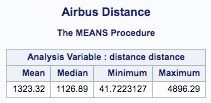 Airbus Distance
The MEANS Procedure
Analysis Variable : distance distance
Mean Median Minimum Maximum
1323.32 1126.89 41.7223127 4896.29